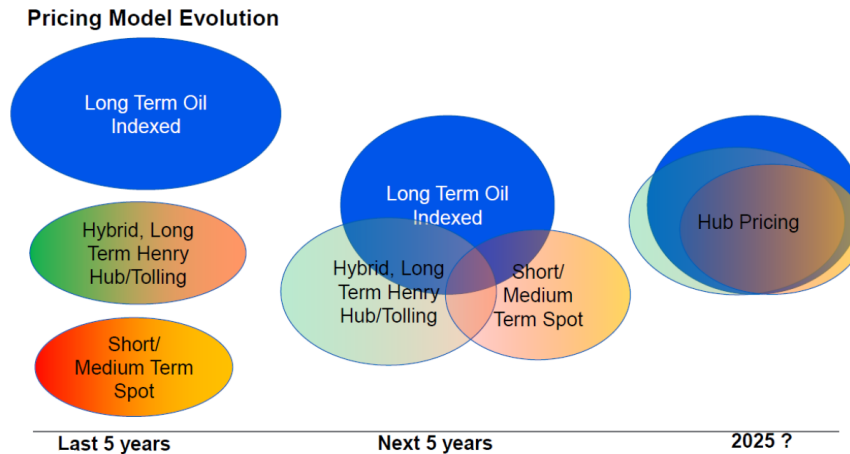 Pricing Model Evolution
Long Term Oil
Indexed
Hybrid, Long
Term Henry
Hub/Tolling
Short/
Medium Term
Spot
Long Term Oil
Indexed
Hybrid, Long
Term Henry
Hub/Tolling
Short/
Medium
Term Spot
Hub Pricing
Last 5 years
Next 5 years
2025 ?